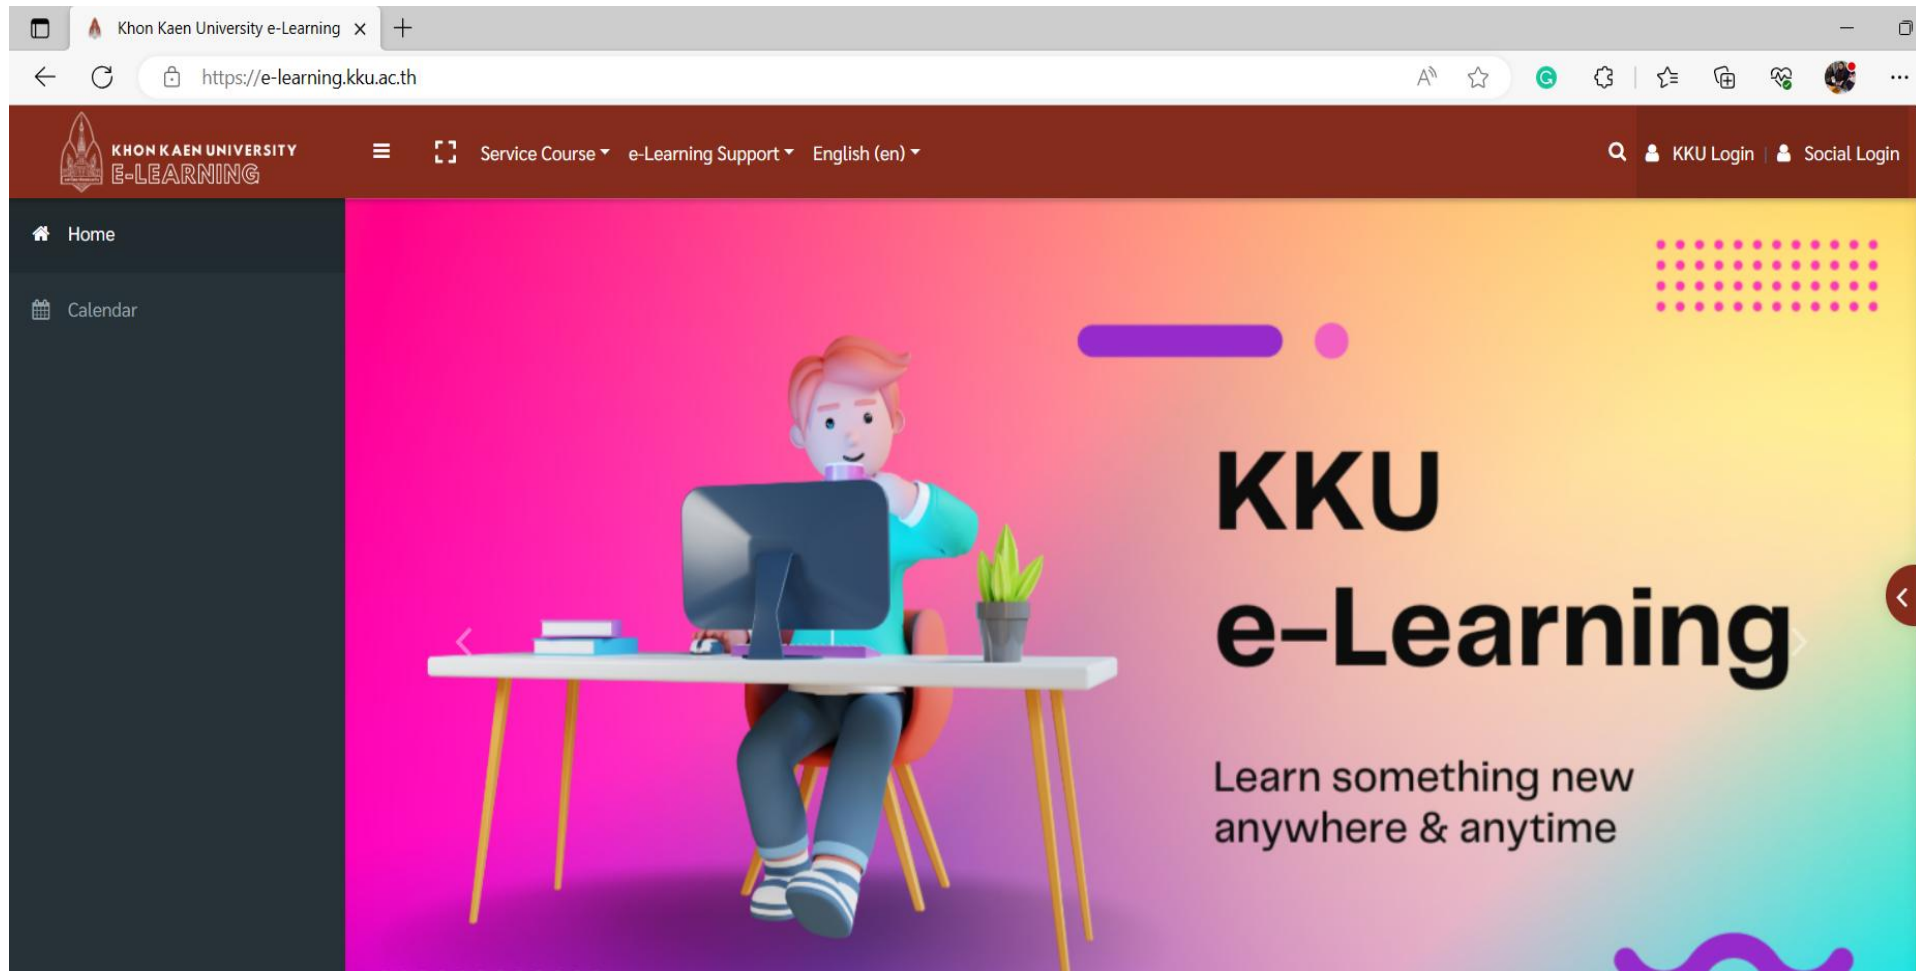 Khon Kaen University e-Learning
https://e-learning.kku.ac.th
KHON KAEN UNIVERSITY
E-LEARNING
Service Course
e-Learning Support
English (en)
KKU Login | Social Login
Home
Calendar
KKU
e-Learning
Learn something new
anywhere & anytime